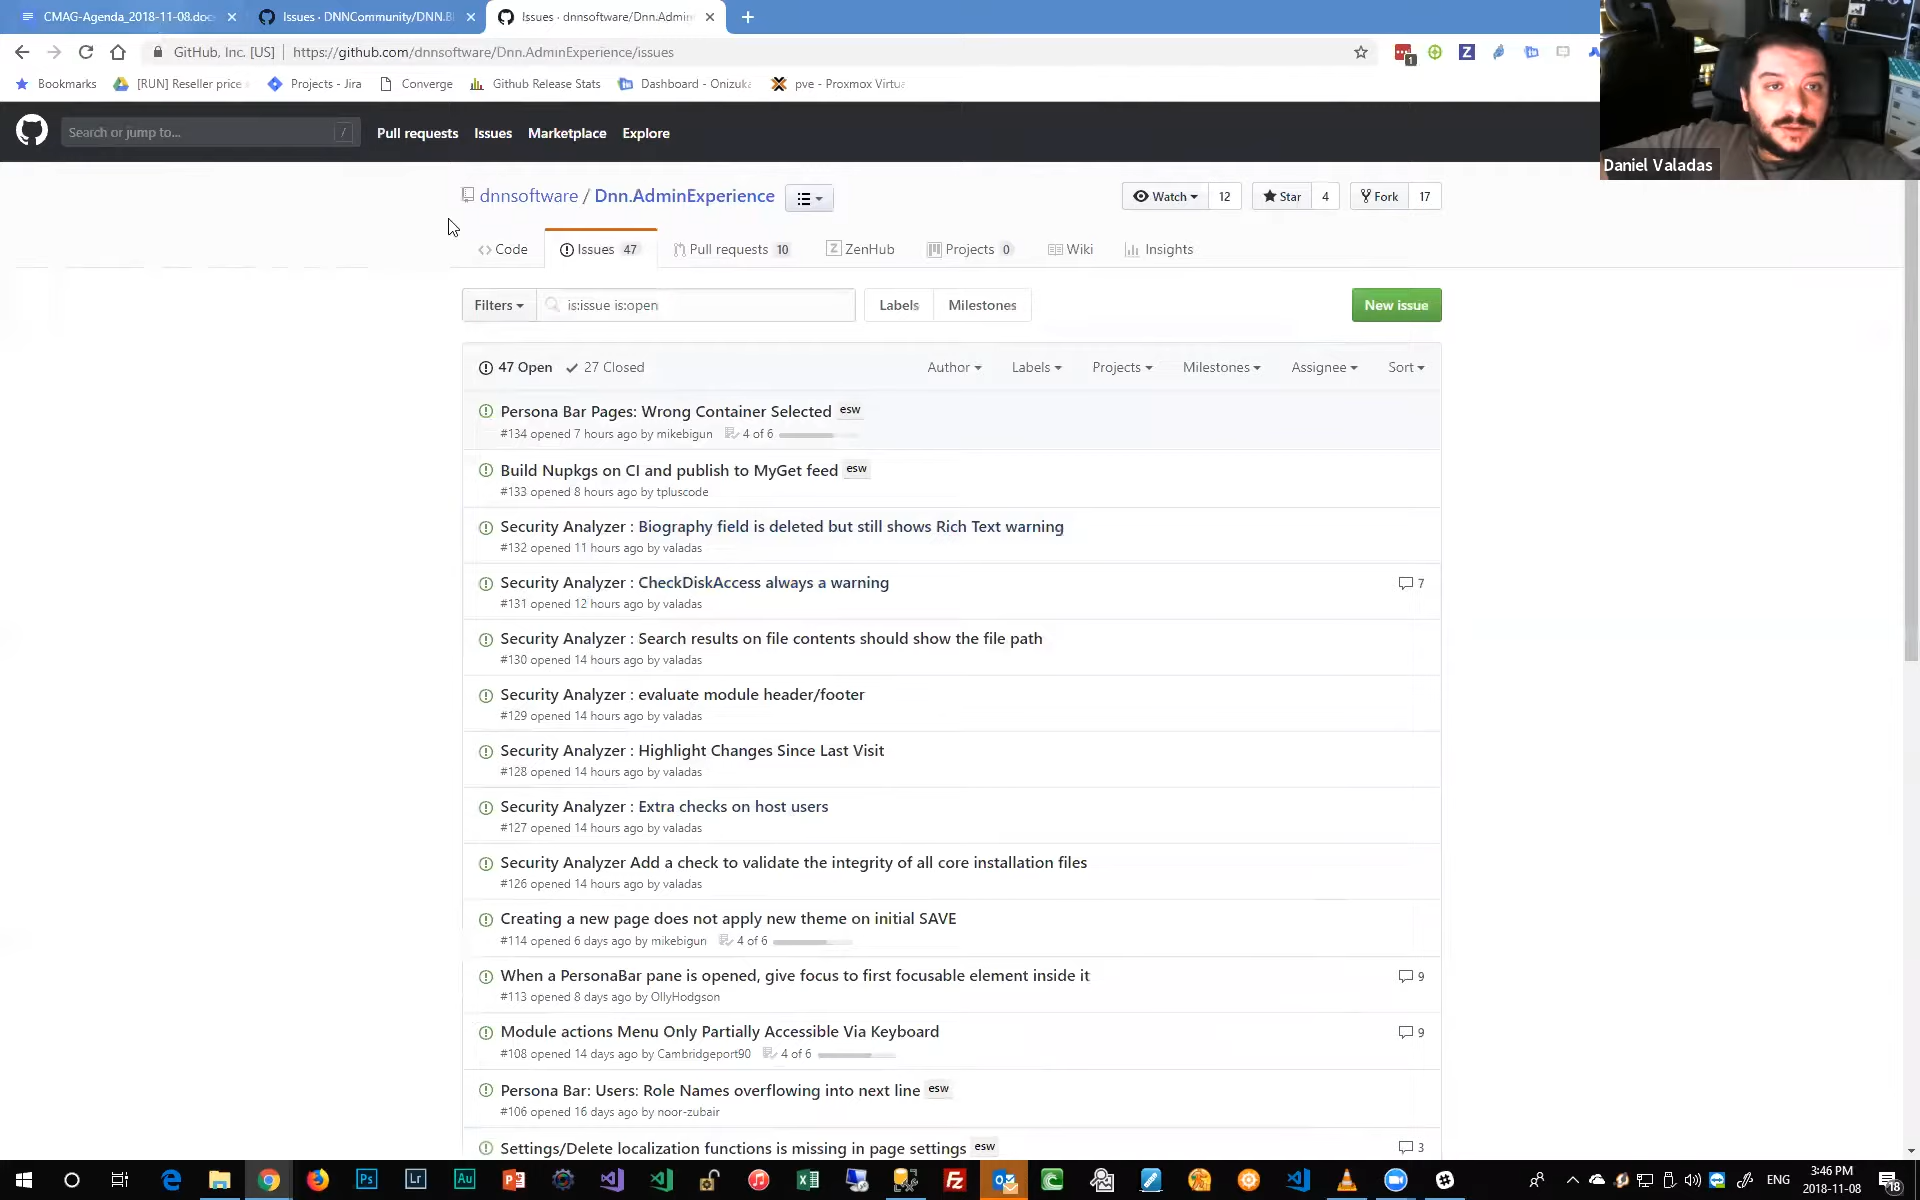 CMAG-Agenda_2018-11-08.doc
Issues · DNNCommunity/DNN.Bl
Issues · dnnsoftware/Dnn.Admin
GitHub, Inc. [US] https://github.com/dnnsoftware/Dnn.AdminExperience/issues
1
Z
Bookmarks
[RUN] Reseller price
Projects - Jira
Converge
Github Release Stats
Dashboard - Onizuka
pve - Proxmox Virtua
Search or jump to... /
Pull requests
Issues
Marketplace
Explore
Daniel Valadas
dnnsoftware / Dnn.AdminExperience
Watch 12
Star 4
Fork 17
Code
Issues 47
Pull requests 10
ZenHub
Projects 0
Wiki
Insights
Filters
is:issue is:open
Labels
Milestones
New issue
47 Open
27 Closed
Author
Labels
Projects
Milestones
Assignee
Sort
Persona Bar Pages: Wrong Container Selected esw
#134 opened 7 hours ago by mikebigun 4 of 6
Build Nupkgs on CI and publish to MyGet feed esw
#133 opened 8 hours ago by tpluscode
Security Analyzer : Biography field is deleted but still shows Rich Text warning
#132 opened 11 hours ago by valadas
Security Analyzer : CheckDiskAccess always a warning 7
#131 opened 12 hours ago by valadas
Security Analyzer : Search results on file contents should show the file path
#130 opened 14 hours ago by valadas
Security Analyzer : evaluate module header/footer
#129 opened 14 hours ago by valadas
Security Analyzer : Highlight Changes Since Last Visit
#128 opened 14 hours ago by valadas
Security Analyzer : Extra checks on host users
#127 opened 14 hours ago by valadas
Security Analyzer Add a check to validate the integrity of all core installation files
#126 opened 14 hours ago by valadas
Creating a new page does not apply new theme on initial SAVE
#114 opened 6 days ago by mikebigun 4 of 6
When a PersonaBar pane is opened, give focus to first focusable element inside it 9
#113 opened 8 days ago by OllyHodgson
Module actions Menu Only Partially Accessible Via Keyboard 9
#108 opened 14 days ago by Cambridgeport90 4 of 6
Persona Bar: Users: Role Names overflowing into next line esw
#106 opened 16 days ago by noor-zubair
Settings/Delete localization functions is missing in page settings esw 3
Ps
Lr
Au
ENG
3:46 PM
2018-11-08
18